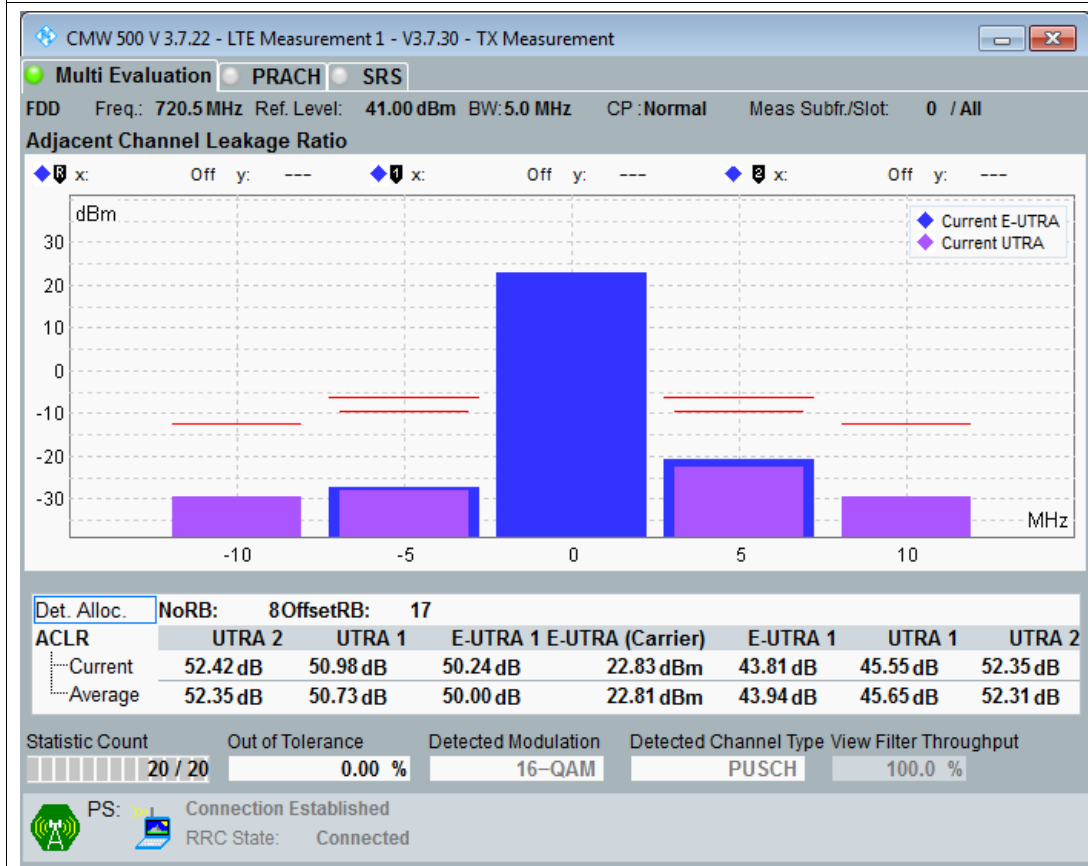 CMW 500 V 3.7.22 - LTE Measurement 1 - V3.7.30 - TX Measurement
Multi Evaluation PRACH SRS
FDD Freq.: 720.5 MHz Ref. Level: 41.00 dBm BW: 5.0 MHz CP : Normal Meas Subfr./Slot: 0 / All
Adjacent Channel Leakage Ratio
R x: Off y: --- 1 x: Off y: --- 2 x: Off y: ---
dBm
Current E-UTRA
Current UTRA
30
20
10
0
-10
-20
-30
MHz
-10 -5 0 5 10
Det. Alloc. NoRB: 8 OffsetRB: 17
ACLR UTRA 2 UTRA 1 E-UTRA 1 E-UTRA (Carrier) E-UTRA 1 UTRA 1 UTRA 2
Current 52.42 dB 50.98 dB 50.24 dB 22.83 dBm 43.81 dB 45.55 dB 52.35 dB
Average 52.35 dB 50.73 dB 50.00 dB 22.81 dBm 43.94 dB 45.65 dB 52.31 dB
Statistic Count Out of Tolerance Detected Modulation Detected Channel Type View Filter Throughput
20 / 20 0.00 % 16-QAM PUSCH 100.0 %
PS: Connection Established
RRC State: Connected